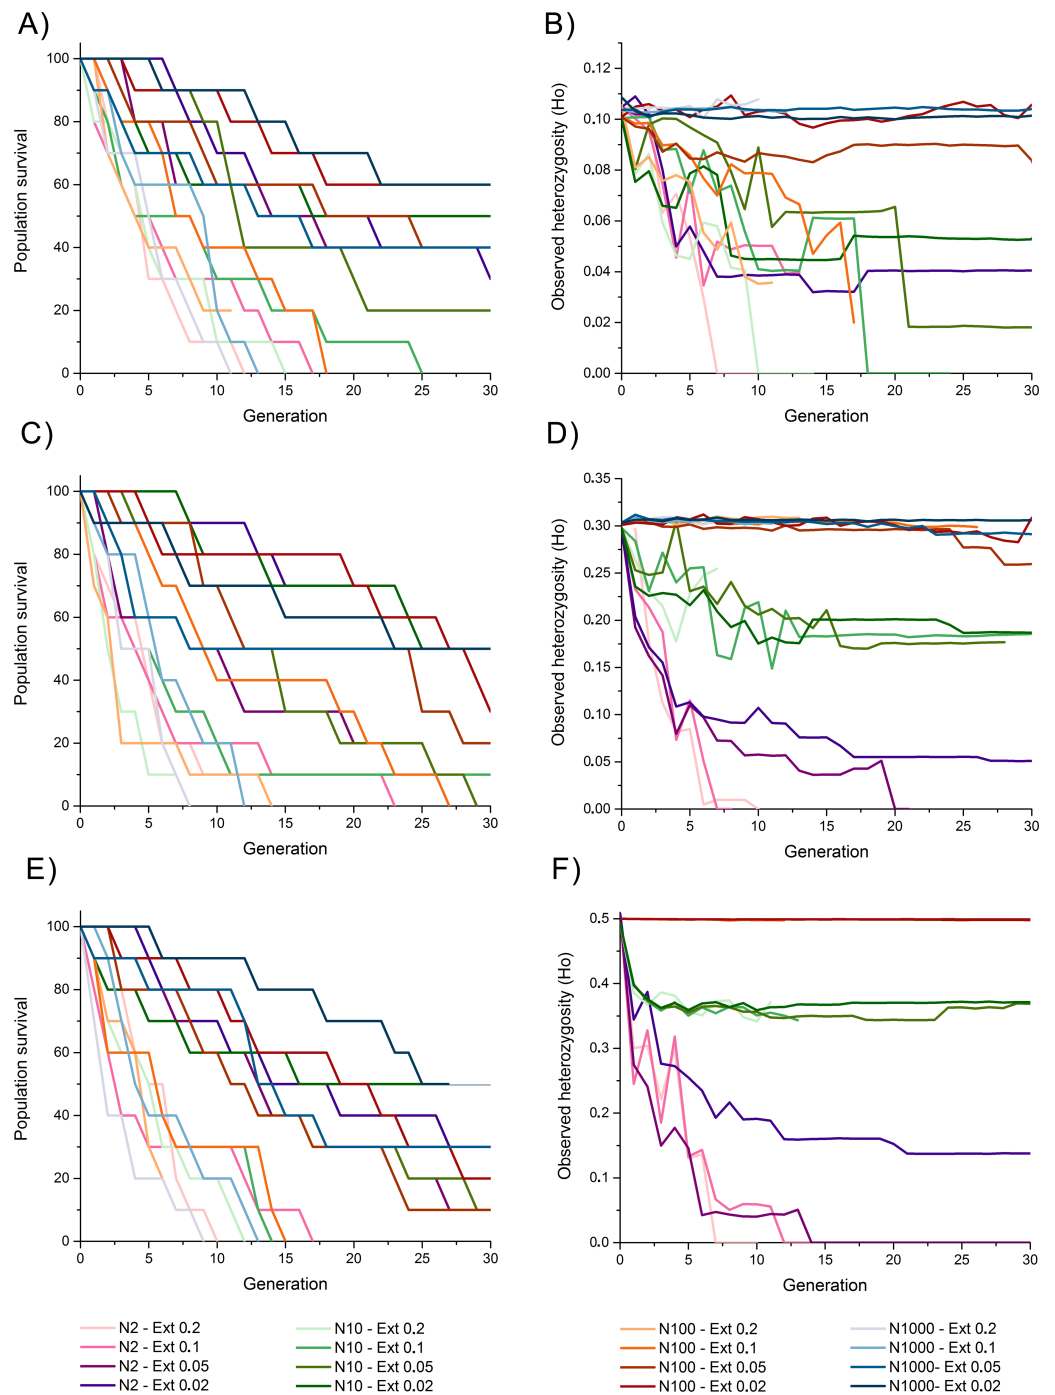 A)
B)
Population survival
100
80
60
40
20
0
0 5 10 15 20 25 30
Generation
Observed heterozygosity (Ho)
0.12
0.10
0.08
0.06
0.04
0.02
0.00
0 5 10 15 20 25 30
Generation
C)
D)
Population survival
100
80
60
40
20
0
0 5 10 15 20 25 30
Generation
Observed heterozygosity (Ho)
0.35
0.30
0.25
0.20
0.15
0.10
0.05
0.00
0 5 10 15 20 25 30
Generation
E)
F)
Population survival
100
80
60
40
20
0
0 5 10 15 20 25 30
Generation
Observed heterozygosity (Ho)
0.5
0.4
0.3
0.2
0.1
0.0
0 5 10 15 20 25 30
Generation
N2 - Ext 0.2
N2 - Ext 0.1
N2 - Ext 0.05
N2 - Ext 0.02
N10 - Ext 0.2
N10 - Ext 0.1
N10 - Ext 0.05
N10 - Ext 0.02
N100 - Ext 0.2
N100 - Ext 0.1
N100 - Ext 0.05
N100 - Ext 0.02
N1000 - Ext 0.2
N1000 - Ext 0.1
N1000- Ext 0.05
N1000- Ext 0.02